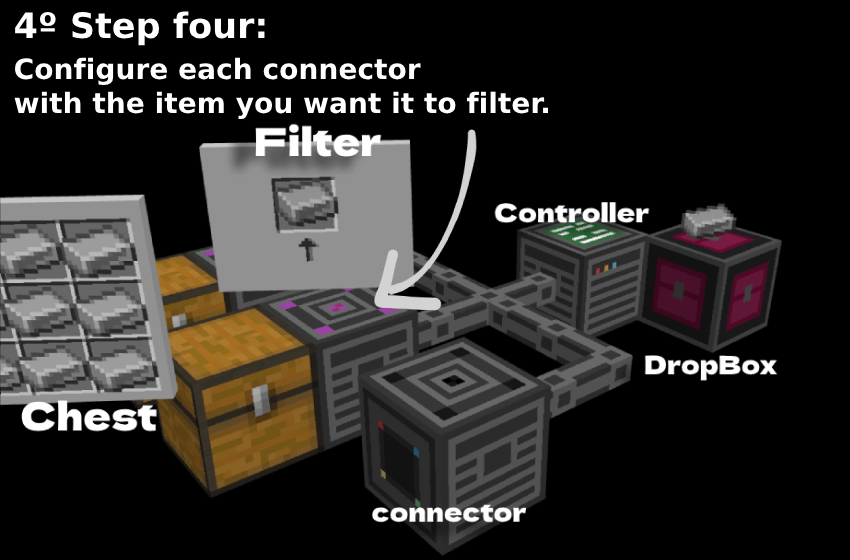 4º Step four:
Configure each connector
with the item you want it to filter.
Filter
Controller
DropBox
Chest
connector